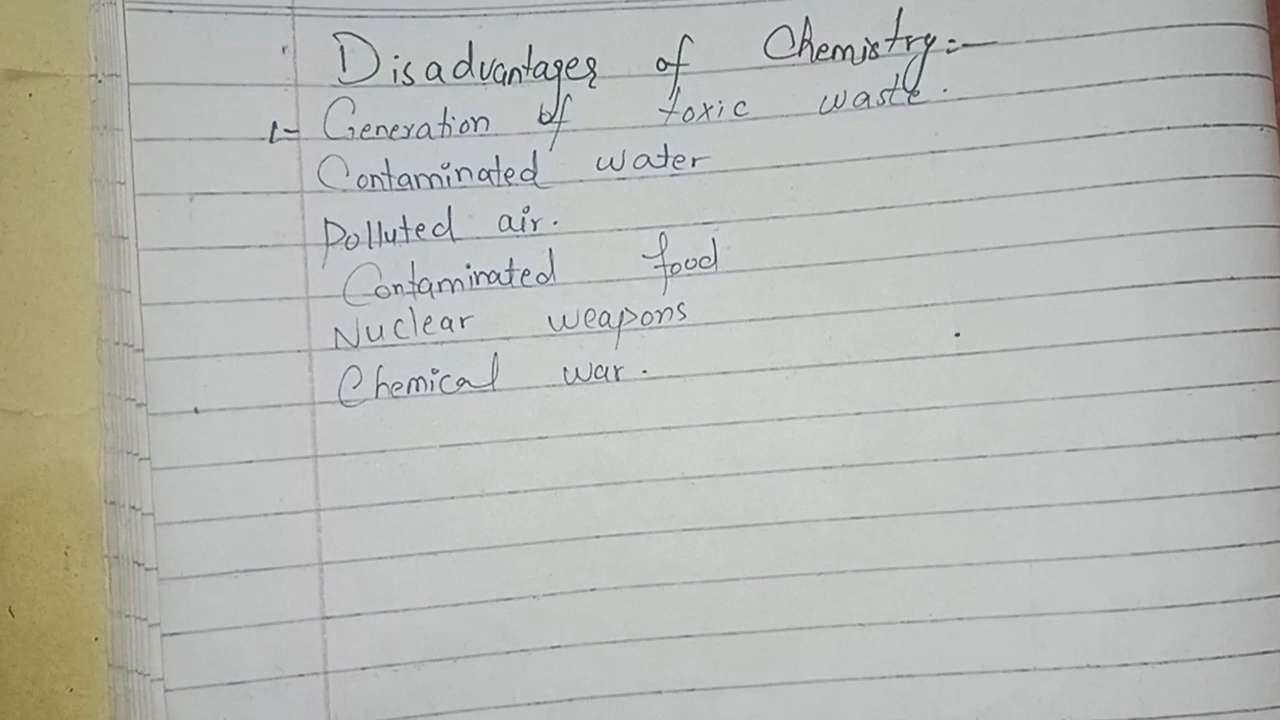 Disadvantages of Chemistry:-
1- Generation of toxic waste.
Contaminated water
Polluted air.
Contaminated food
Nuclear weapons
Chemical war.